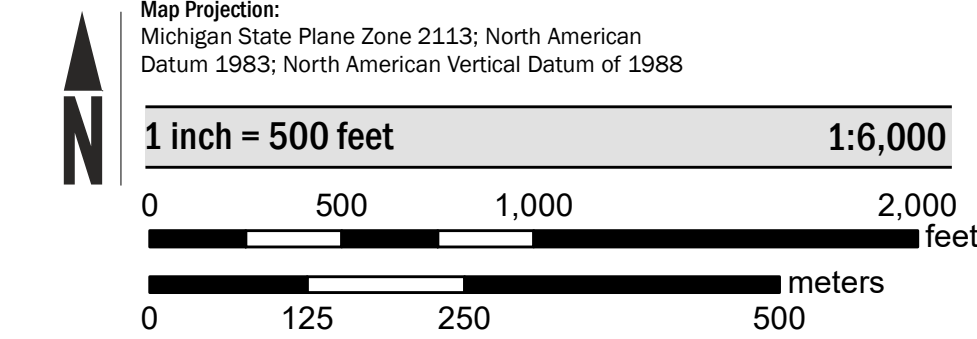 Map Projection:
Michigan State Plane Zone 2113; North American
Datum 1983; North American Vertical Datum of 1988
N
1 inch = 500 feet 1:6,000
0 500 1,000 2,000
feet
meters
0 125 250 500